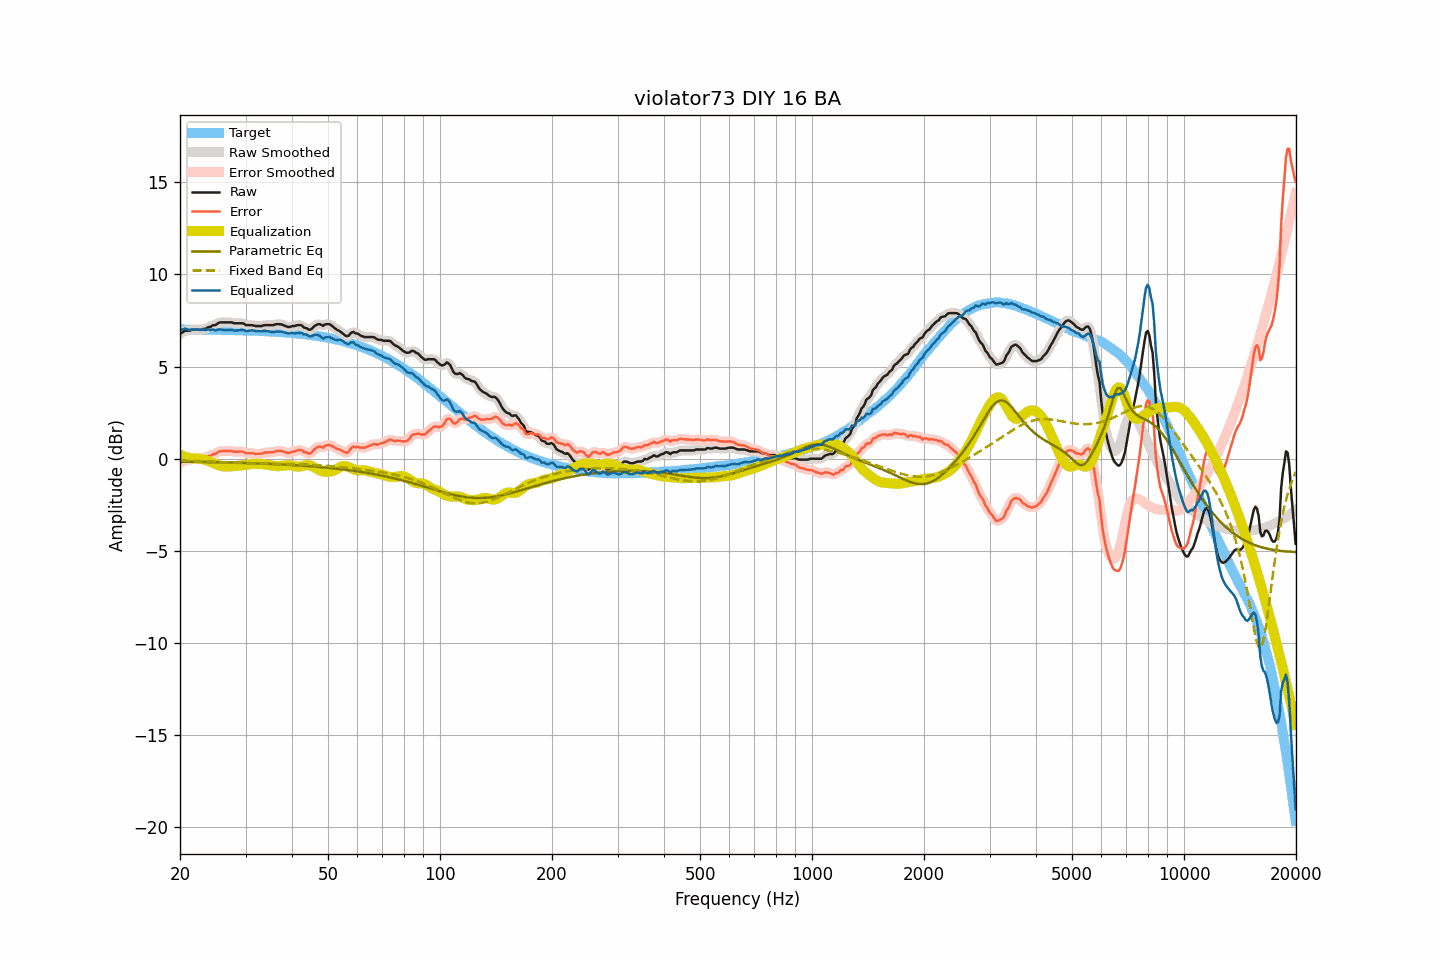 violator73 DIY 16 BA
Target
Raw Smoothed
Error Smoothed
Raw
Error
Equalization
Parametric Eq
Fixed Band Eq
Equalized
15
10
5
0
−5
−10
−15
−20
Amplitude (dBr)
20 50 100 200 500 1000 2000 5000 10000 20000
Frequency (Hz)